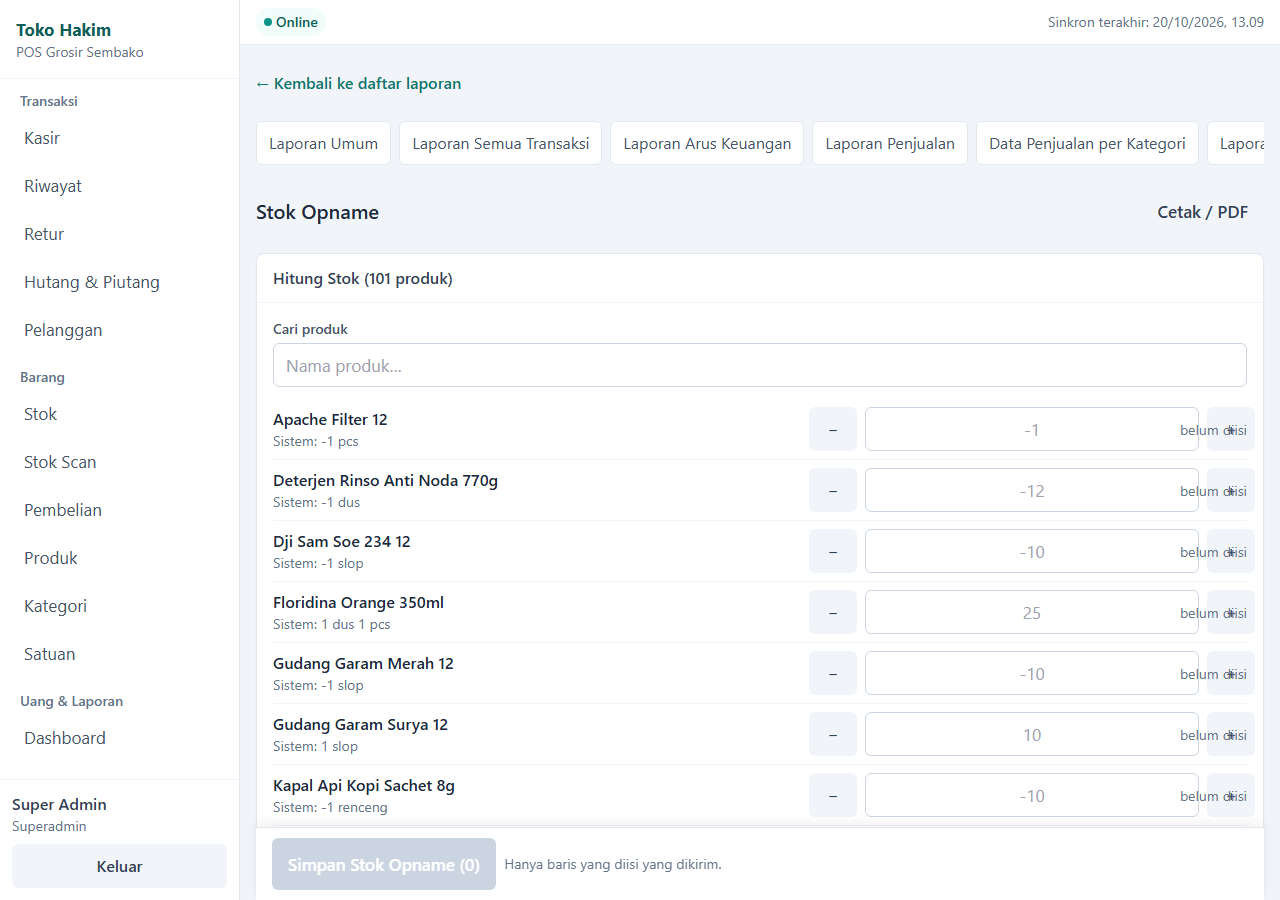 Toko Hakim
POS Grosir Sembako
Transaksi
Kasir
Riwayat
Retur
Hutang & Piutang
Pelanggan
Barang
Stok
Stok Scan
Pembelian
Produk
Kategori
Satuan
Uang & Laporan
Dashboard
Super Admin
Superadmin
Keluar
Online
Sinkron terakhir: 20/10/2026, 13.09
← Kembali ke daftar laporan
Laporan Umum
Laporan Semua Transaksi
Laporan Arus Keuangan
Laporan Penjualan
Data Penjualan per Kategori
Stok Opname
Cetak / PDF
Hitung Stok (101 produk)
Cari produk
Nama produk...
Apache Filter 12
Sistem: -1 pcs
− -1 + belum diisi
Deterjen Rinso Anti Noda 770g
Sistem: -1 dus
− -12 + belum diisi
Dji Sam Soe 234 12
Sistem: -1 slop
− -10 + belum diisi
Floridina Orange 350ml
Sistem: 1 dus 1 pcs
− 25 + belum diisi
Gudang Garam Merah 12
Sistem: -1 slop
− -10 + belum diisi
Gudang Garam Surya 12
Sistem: 1 slop
− 10 + belum diisi
Kapal Api Kopi Sachet 8g
Sistem: -1 renceng
− -10 + belum diisi
Simpan Stok Opname (0)
Hanya baris yang diisi yang dikirim.